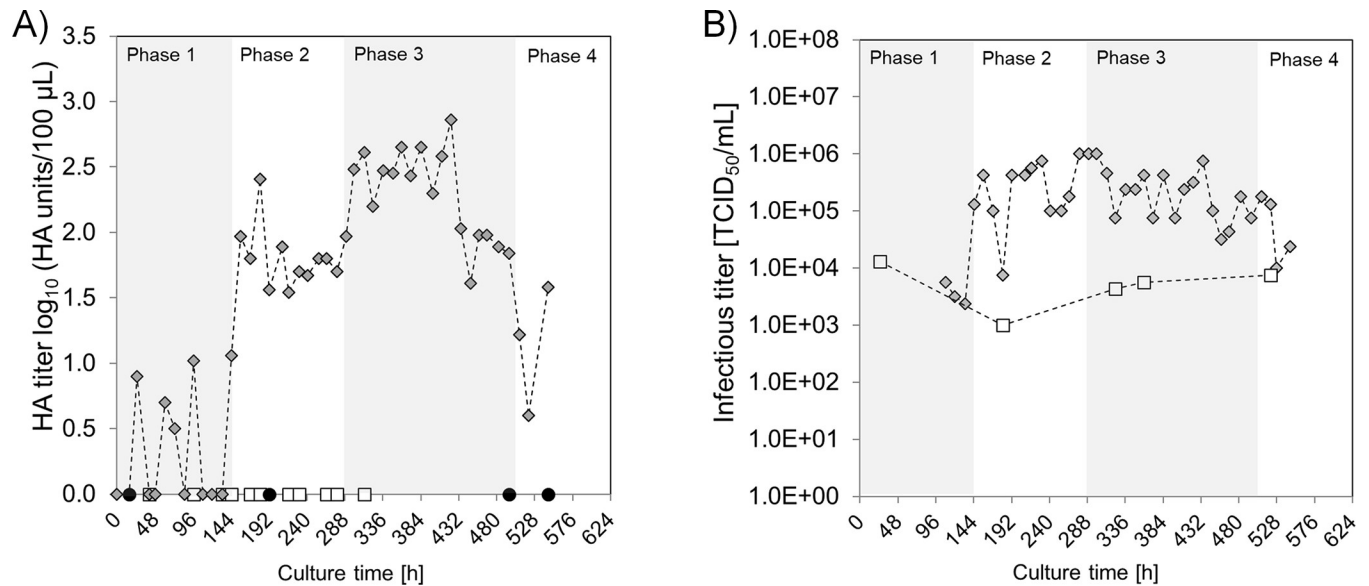 A)
HA titer log10 (HA units/100 µL)
3.5
3.0
2.5
2.0
1.5
1.0
0.5
0.0
Phase 1 Phase 2 Phase 3 Phase 4
0 48 96 144 192 240 288 336 384 432 480 528 576 624
Culture time [h]
B)
Infectious titer [TCID50/mL]
1.0E+08
1.0E+07
1.0E+06
1.0E+05
1.0E+04
1.0E+03
1.0E+02
1.0E+01
1.0E+00
Phase 1 Phase 2 Phase 3 Phase 4
0 48 96 144 192 240 288 336 384 432 480 528 576 624
Culture time [h]